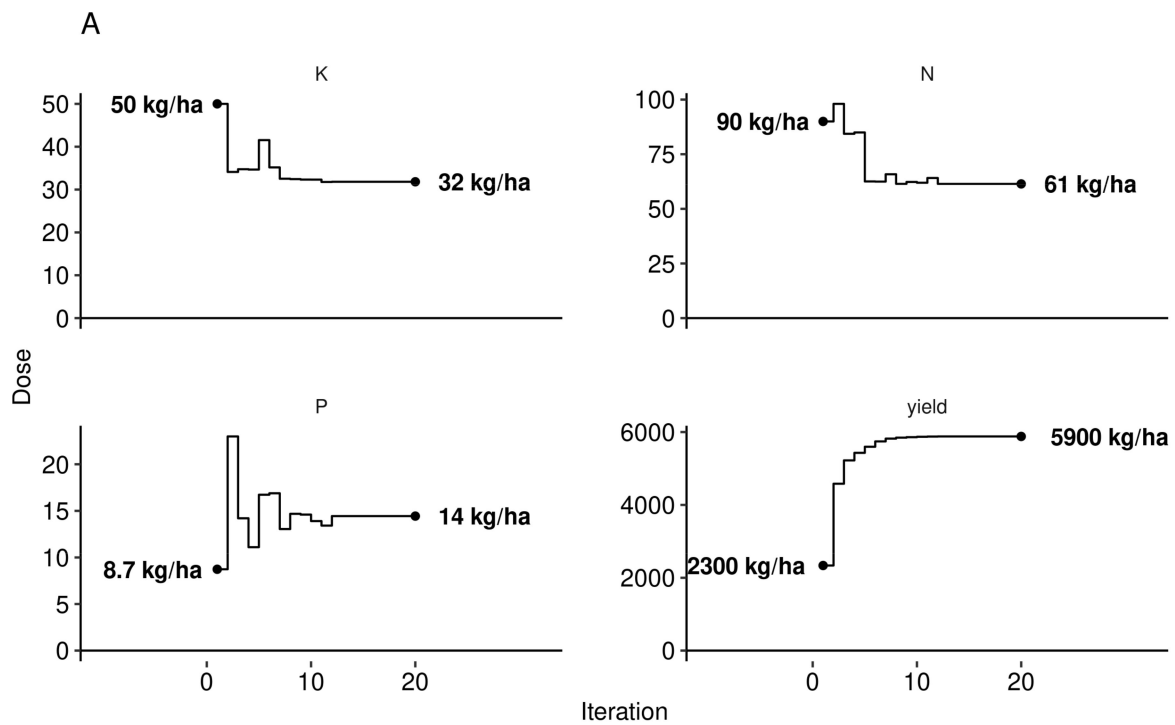 A
K
50
40
30
20
10
0
50 kg/ha
32 kg/ha
N
100
75
50
25
0
90 kg/ha
61 kg/ha
Dose
P
20
15
10
5
0
8.7 kg/ha
14 kg/ha
0 10 20
yield
6000
4000
2000
0
2300 kg/ha
5900 kg/ha
0 10 20
Iteration